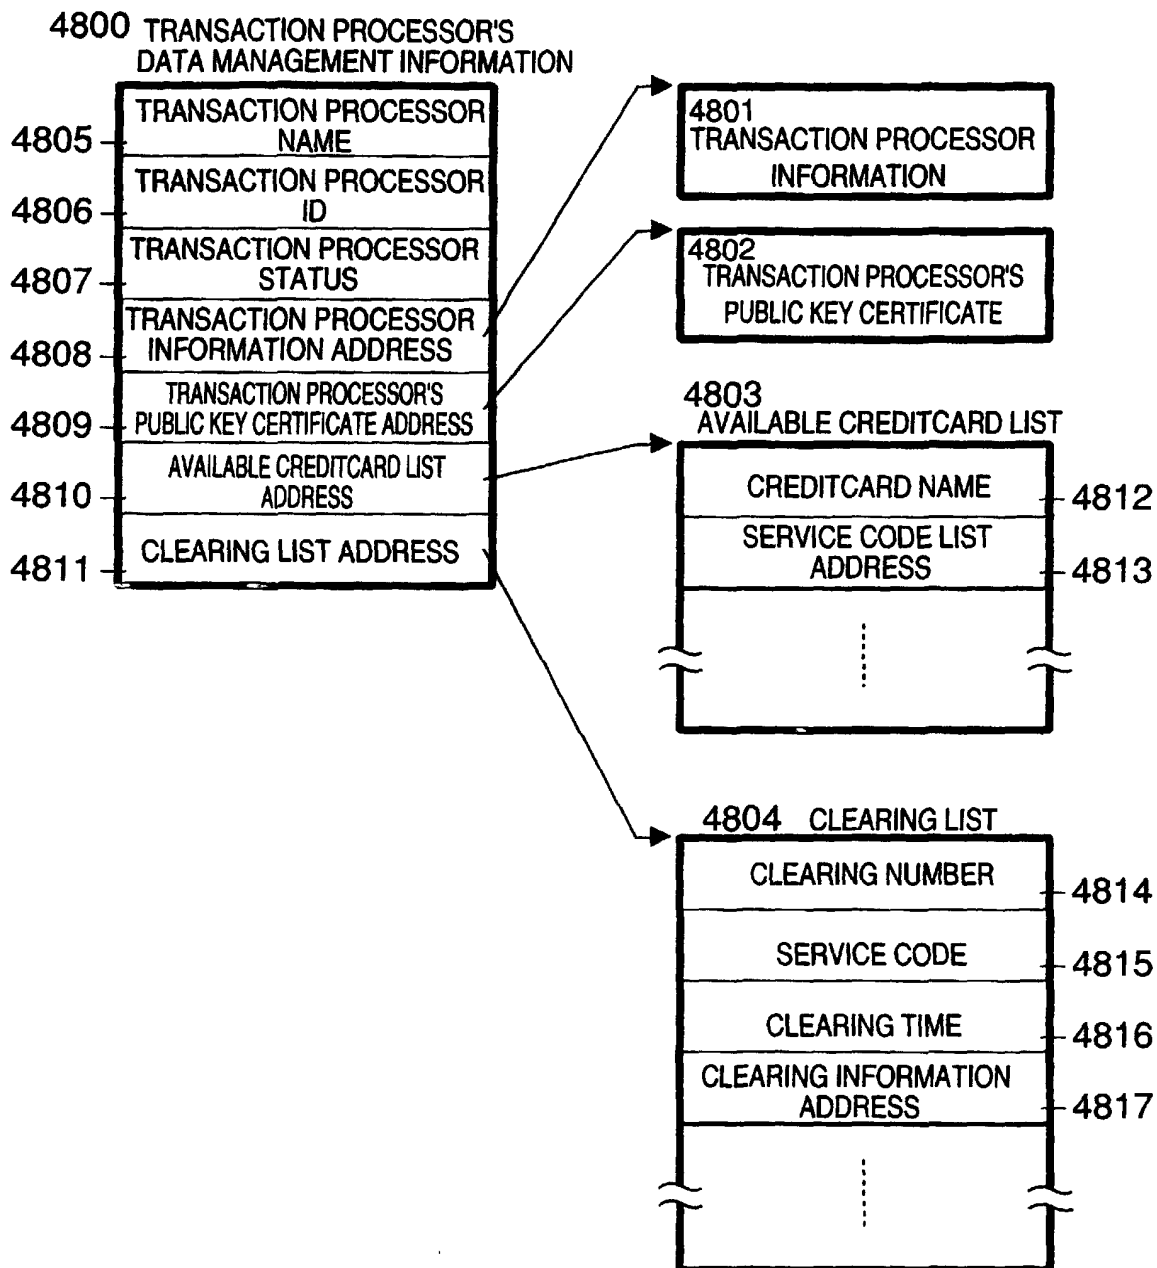 4800 TRANSACTION PROCESSOR'S
DATA MANAGEMENT INFORMATION
4805
TRANSACTION PROCESSOR
NAME
4806
TRANSACTION PROCESSOR
ID
4807
TRANSACTION PROCESSOR
STATUS
4808
TRANSACTION PROCESSOR
INFORMATION ADDRESS
4809
TRANSACTION PROCESSOR'S
PUBLIC KEY CERTIFICATE ADDRESS
4810
AVAILABLE CREDITCARD LIST
ADDRESS
4811
CLEARING LIST ADDRESS
4801
TRANSACTION PROCESSOR
INFORMATION
4802
TRANSACTION PROCESSOR'S
PUBLIC KEY CERTIFICATE
4803
AVAILABLE CREDITCARD LIST
CREDITCARD NAME
4812
SERVICE CODE LIST
ADDRESS
4813
4804 CLEARING LIST
CLEARING NUMBER
4814
SERVICE CODE
4815
CLEARING TIME
4816
CLEARING INFORMATION
ADDRESS
4817